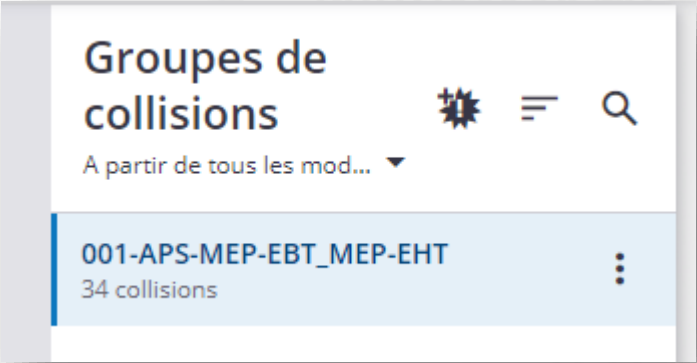 Groupes de
collisions
A partir de tous les mod...
001-APS-MEP-EBT_MEP-EHT
34 collisions